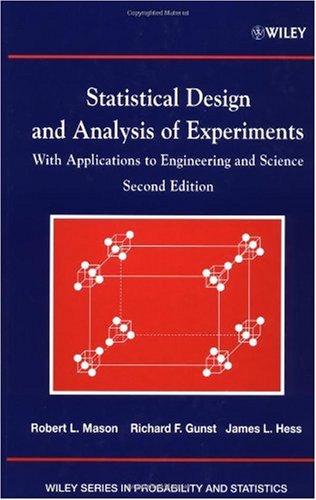 WILEY
Statistical Design
and Analysis of Experiments
With Applications to Engineering and Science
Second Edition
Robert L. Mason Richard F. Gunst James L. Hess
WILEY SERIES IN PROBABILITY AND STATISTICS